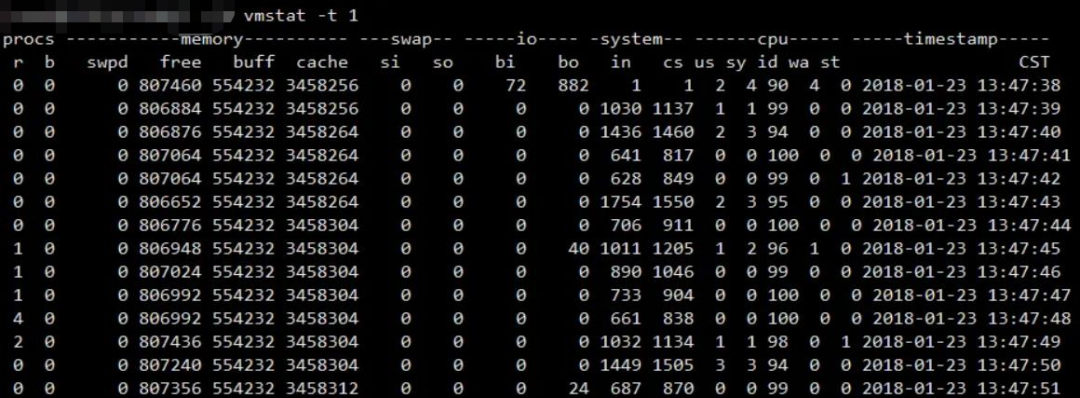 vmstat -t 1
procs -----------memory---------- ---swap-- -----io---- -system-- ------cpu----- -----timestamp-----
r b swpd free buff cache si so bi bo in cs us sy id wa st CST
0 0 0 807460 554232 3458256 0 0 72 882 1 1 2 4 90 4 0 2018-01-23 13:47:38
0 0 0 806884 554232 3458256 0 0 0 0 1030 1137 1 1 99 0 0 2018-01-23 13:47:39
0 0 0 806876 554232 3458264 0 0 0 0 1436 1460 2 3 94 0 0 2018-01-23 13:47:40
0 0 0 807064 554232 3458264 0 0 0 0 641 817 0 0 100 0 0 2018-01-23 13:47:41
0 0 0 807064 554232 3458264 0 0 0 0 628 849 0 0 99 0 1 2018-01-23 13:47:42
0 0 0 806652 554232 3458264 0 0 0 0 1754 1550 2 3 95 0 0 2018-01-23 13:47:43
0 0 0 806776 554232 3458264 0 0 0 0 706 911 0 0 100 0 0 2018-01-23 13:47:44
1 0 0 806948 554232 3458304 0 0 0 40 1011 1205 1 2 96 1 0 2018-01-23 13:47:45
1 0 0 807024 554232 3458304 0 0 0 0 890 1046 0 0 99 0 0 2018-01-23 13:47:46
1 0 0 806992 554232 3458304 0 0 0 0 733 904 0 0 100 0 0 2018-01-23 13:47:47
4 0 0 806992 554232 3458304 0 0 0 0 661 838 0 0 100 0 0 2018-01-23 13:47:48
2 0 0 807436 554232 3458304 0 0 0 0 1032 1134 1 1 98 0 1 2018-01-23 13:47:49
0 0 0 807240 554232 3458304 0 0 0 0 1449 1505 3 3 94 0 0 2018-01-23 13:47:50
0 0 0 807356 554232 3458312 0 0 0 24 687 870 0 0 99 0 0 2018-01-23 13:47:51